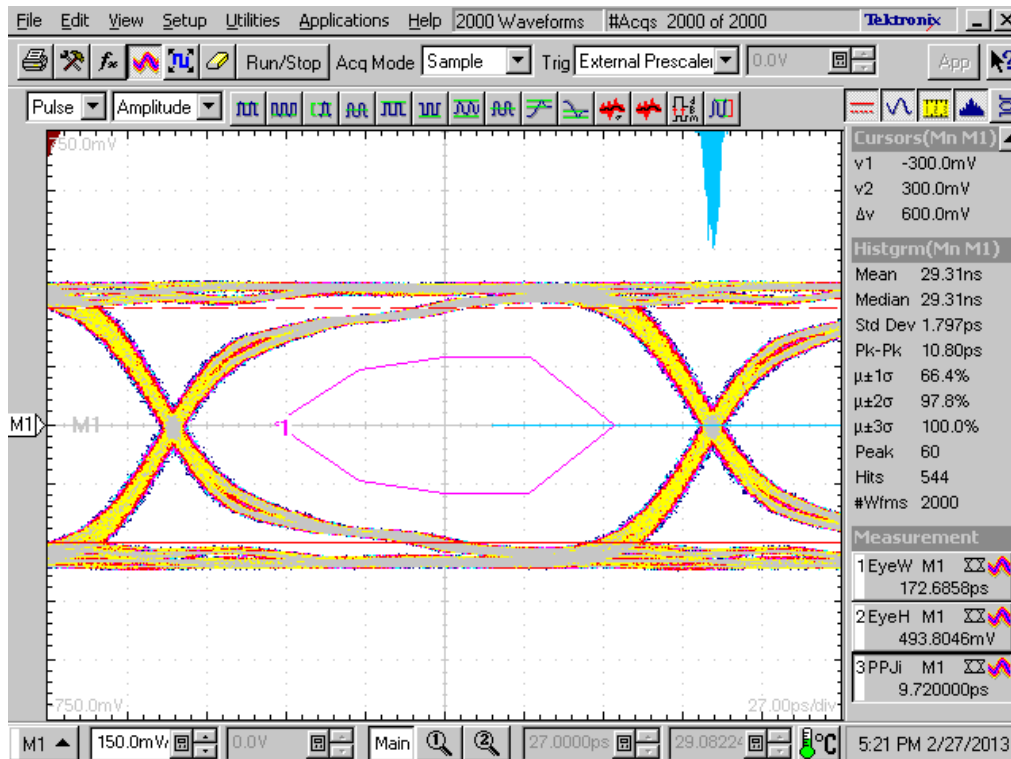 File Edit View Setup Utilities Applications Help 2000 Waveforms #Acqs 2000 of 2000 Tektronix
Run/Stop Acq Mode Sample Trig External Prescaler 0.0V App
Pulse Amplitude
50.0mV
Cursors(Mn M1)
v1 -300.0mV
v2 300.0mV
Δv 600.0mV
Histgrm(Mn M1)
Mean 29.31ns
Median 29.31ns
Std Dev 1.797ps
Pk-Pk 10.80ps
μ±1σ 66.4%
μ±2σ 97.8%
μ±3σ 100.0%
Peak 60
Hits 544
#Wfms 2000
M1 M1 1
Measurement
1 EyeW M1
172.6858ps
2 EyeH M1
493.8046mV
3 PPJi M1
9.720000ps
-750.0mV 27.00ps/div
M1 150.0mV/ 0.0V Main 1 2 27.0000ps 29.08224 °C 5:21 PM 2/27/2013